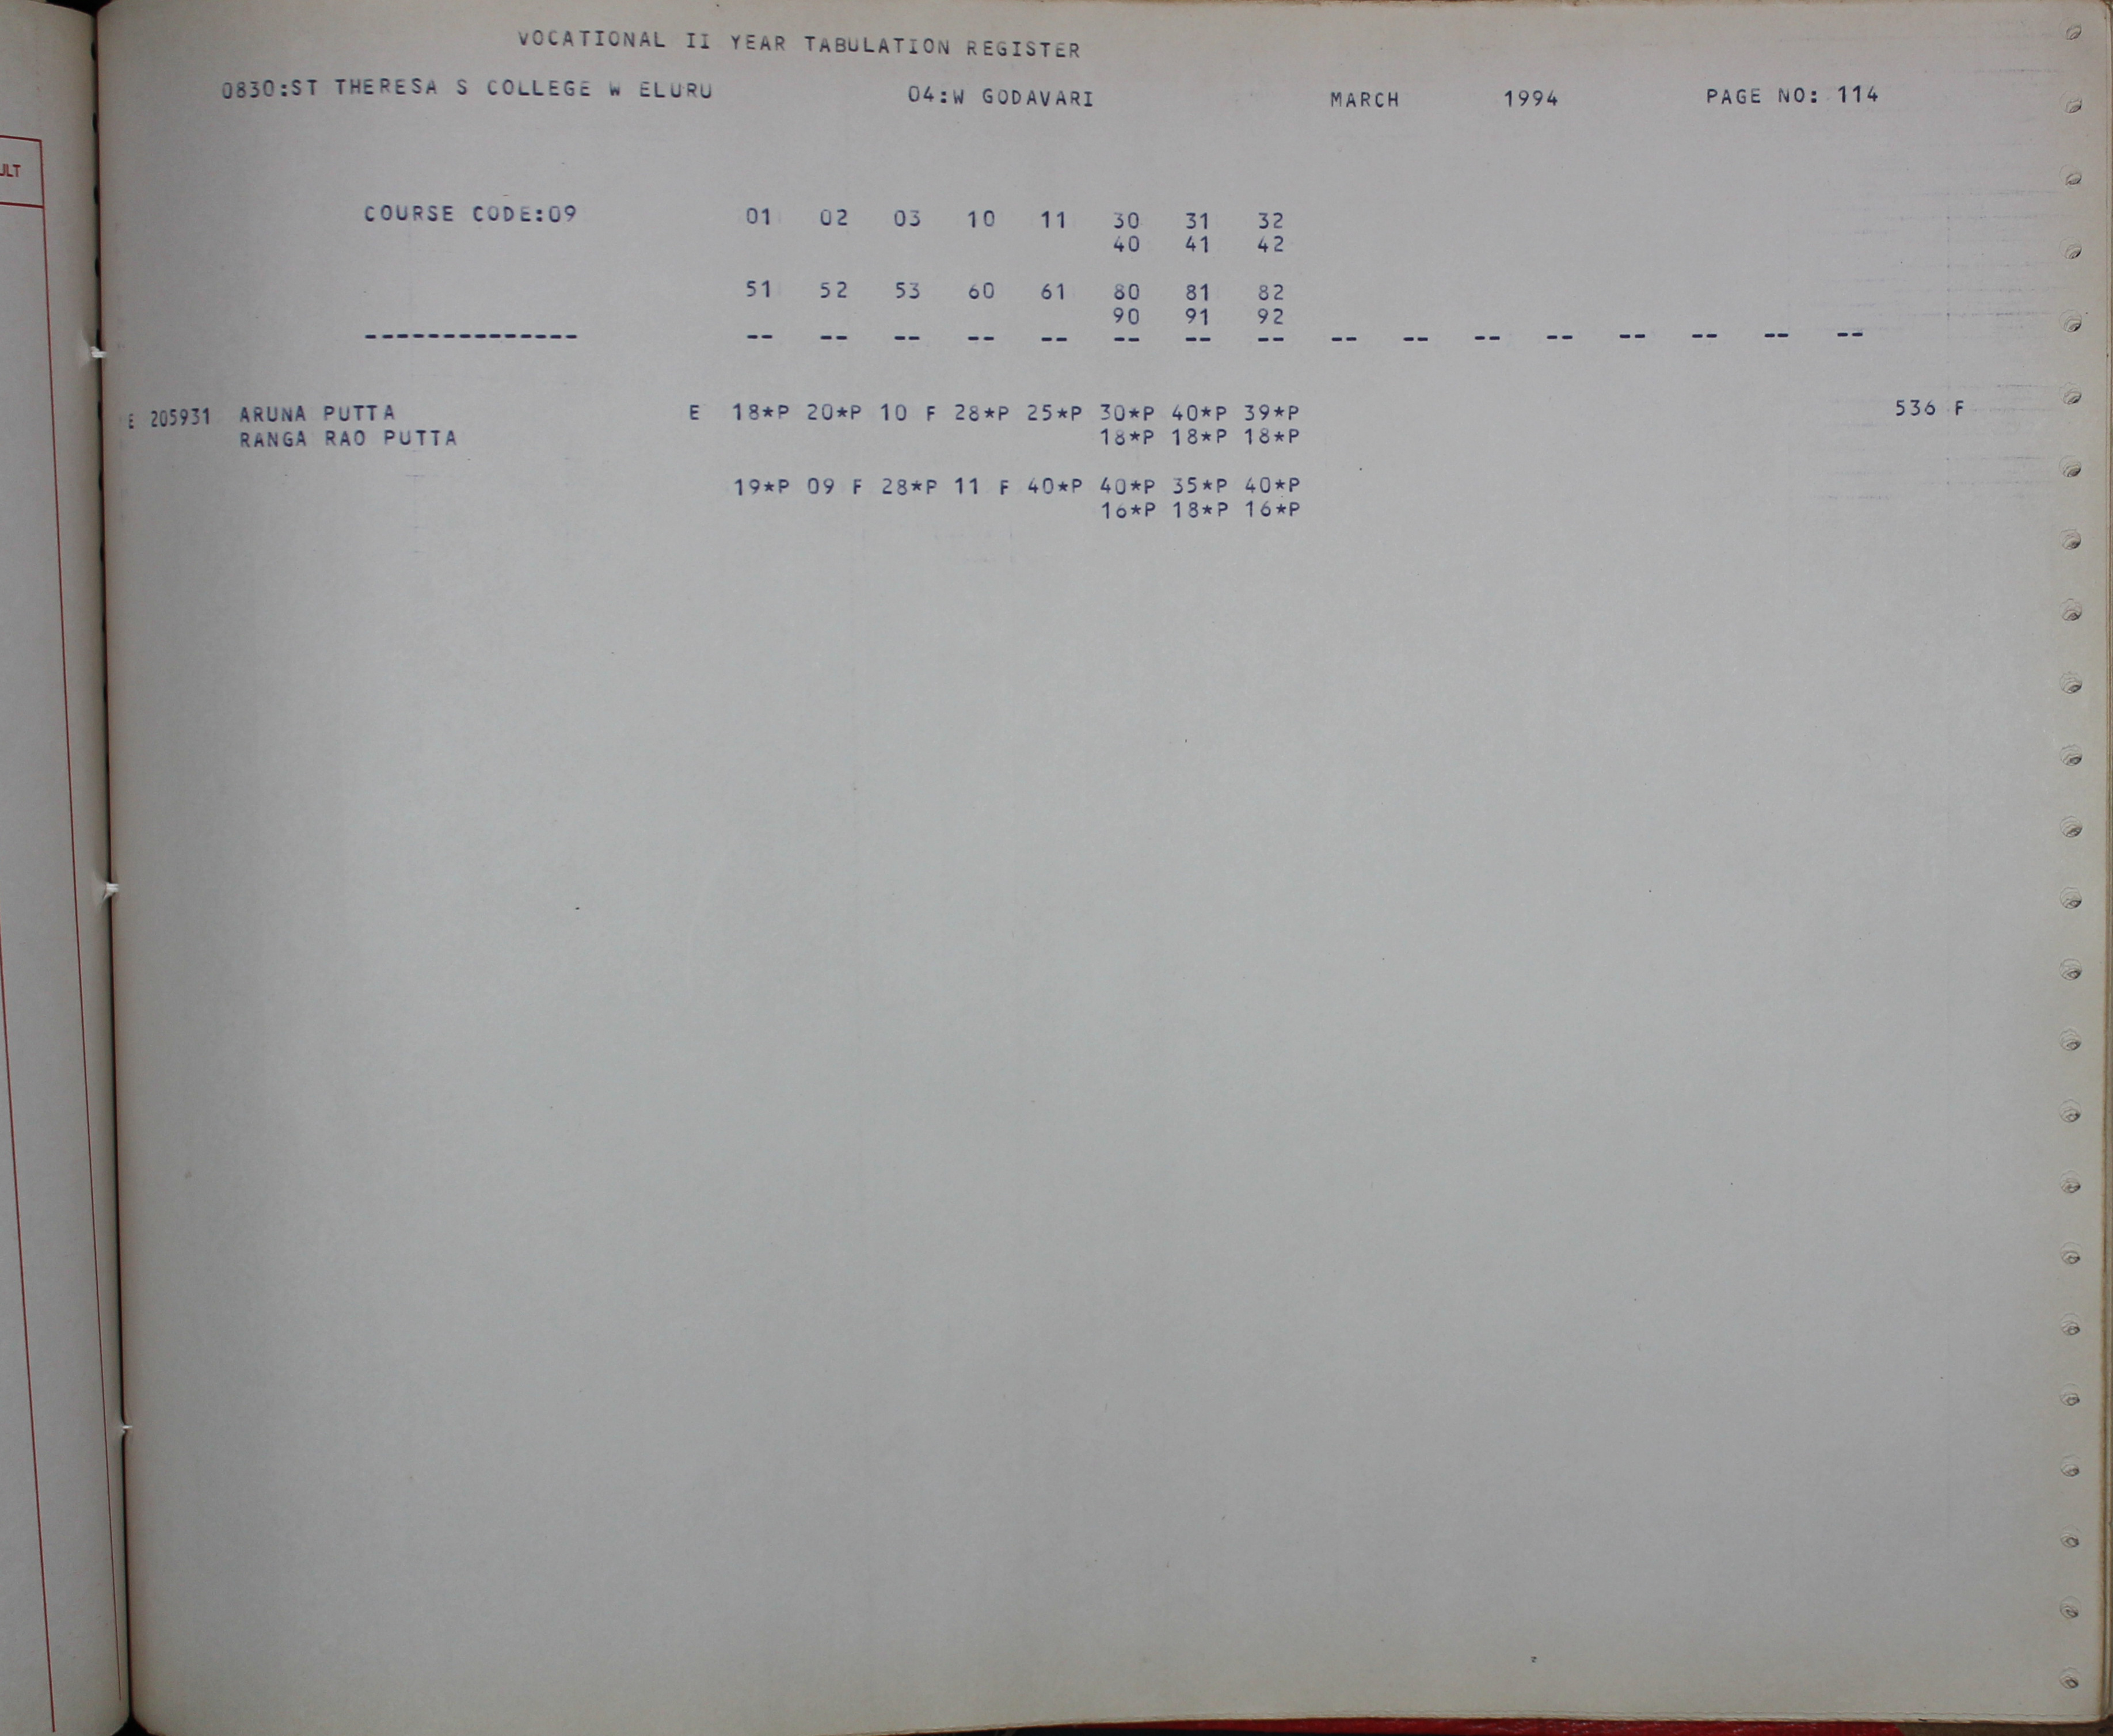 ULT
VOCATIONAL II YEAR TABULATION REGISTER
0830:ST THERESA S COLLEGE W ELURU 04:W GODAVARI MARCH 1994 PAGE NO: 114
COURSE CODE:09 01 02 03 10 11 30 31 32
40 41 42
51 52 53 60 61 80 81 82
90 91 92
-------------- -- -- -- -- -- -- -- -- -- -- -- -- -- -- -- --
E 205931 ARUNA PUTTA E 18*P 20*P 10 F 28*P 25*P 30*P 40*P 39*P 536 F
RANGA RAO PUTTA 18*P 18*P 18*P
19*P 09 F 28*P 11 F 40*P 40*P 35*P 40*P
16*P 18*P 16*P